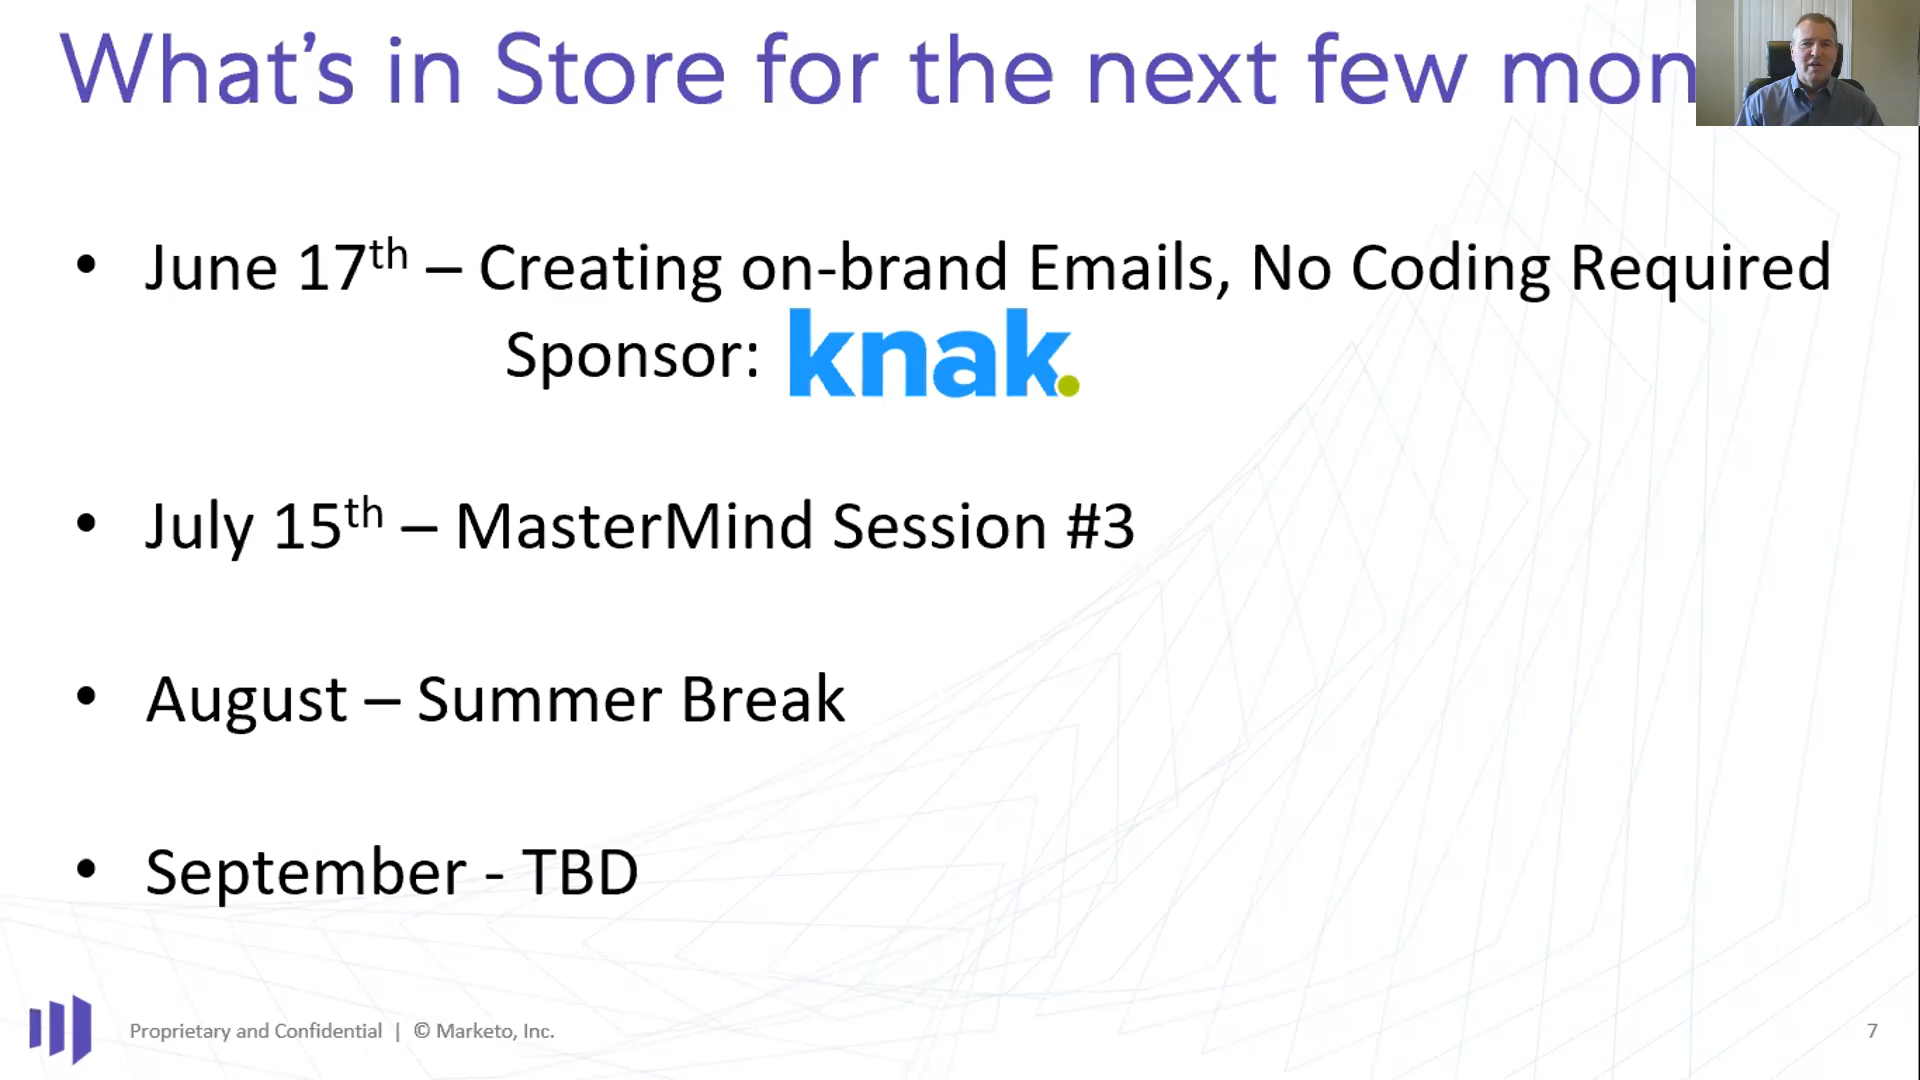 What's in Store for the next few mon
• June 17th – Creating on-brand Emails, No Coding Required
Sponsor: knak.
• July 15th – MasterMind Session #3
• August – Summer Break
• September - TBD
Proprietary and Confidential | © Marketo, Inc.
7